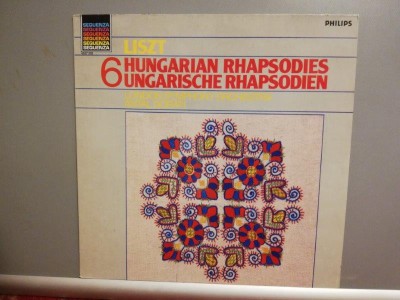 SEQUENZA
SEQUENZA
SEQUENZA
SEQUENZA
SEQUENZA
SEQUENZA
PHILIPS
LISZT
6 HUNGARIAN RHAPSODIES
UNGARISCHE RHAPSODIEN